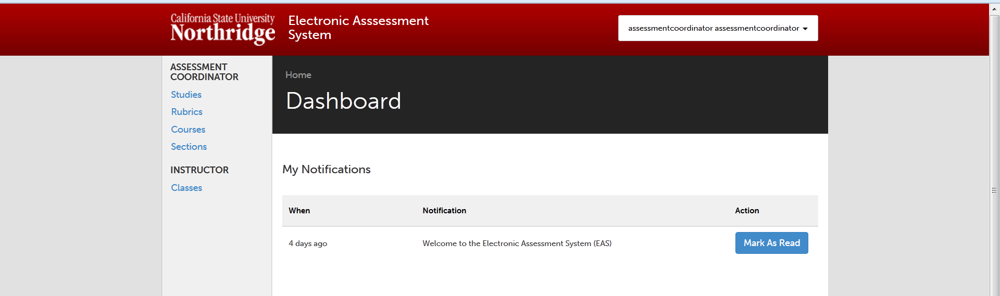 California State University
Northridge
Electronic Asssessment
System
assessmentcoordinator assessmentcoordinator
ASSESSMENT
COORDINATOR
Studies
Rubrics
Courses
Sections
INSTRUCTOR
Classes
Home
Dashboard
My Notifications
When Notification Action
4 days ago Welcome to the Electronic Assessment System (EAS) Mark As Read